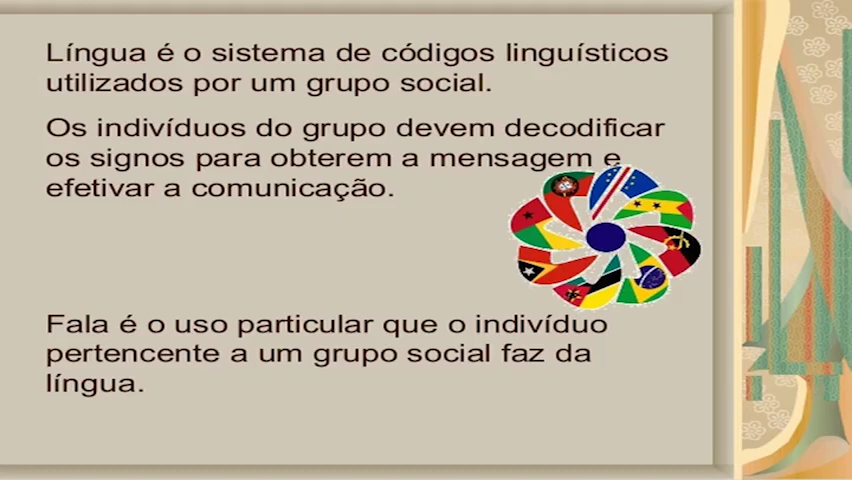 Língua é o sistema de códigos linguísticos
utilizados por um grupo social.
Os indivíduos do grupo devem decodificar
os signos para obterem a mensagem e
efetivar a comunicação.
Fala é o uso particular que o indivíduo
pertencente a um grupo social faz da
língua.